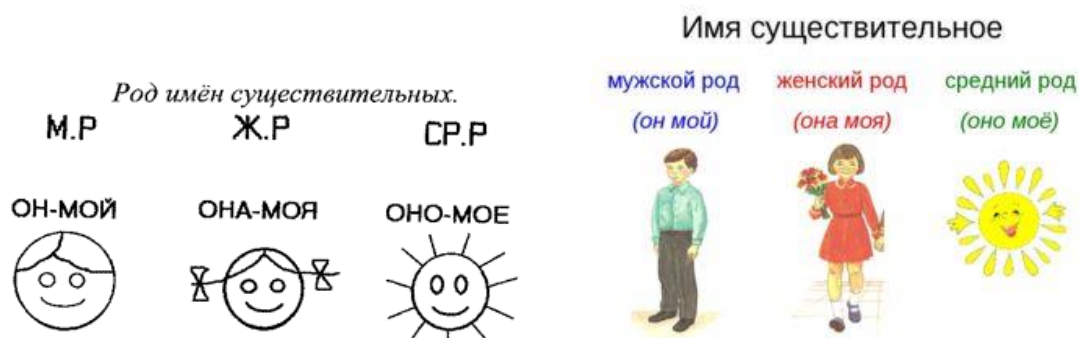 Род имён существительных.
М.Р Ж.Р СР.Р
ОН-МОЙ ОНА-МОЯ ОНО-МОЕ
Имя существительное
мужской род женский род средний род
(он мой) (она моя) (оно моё)